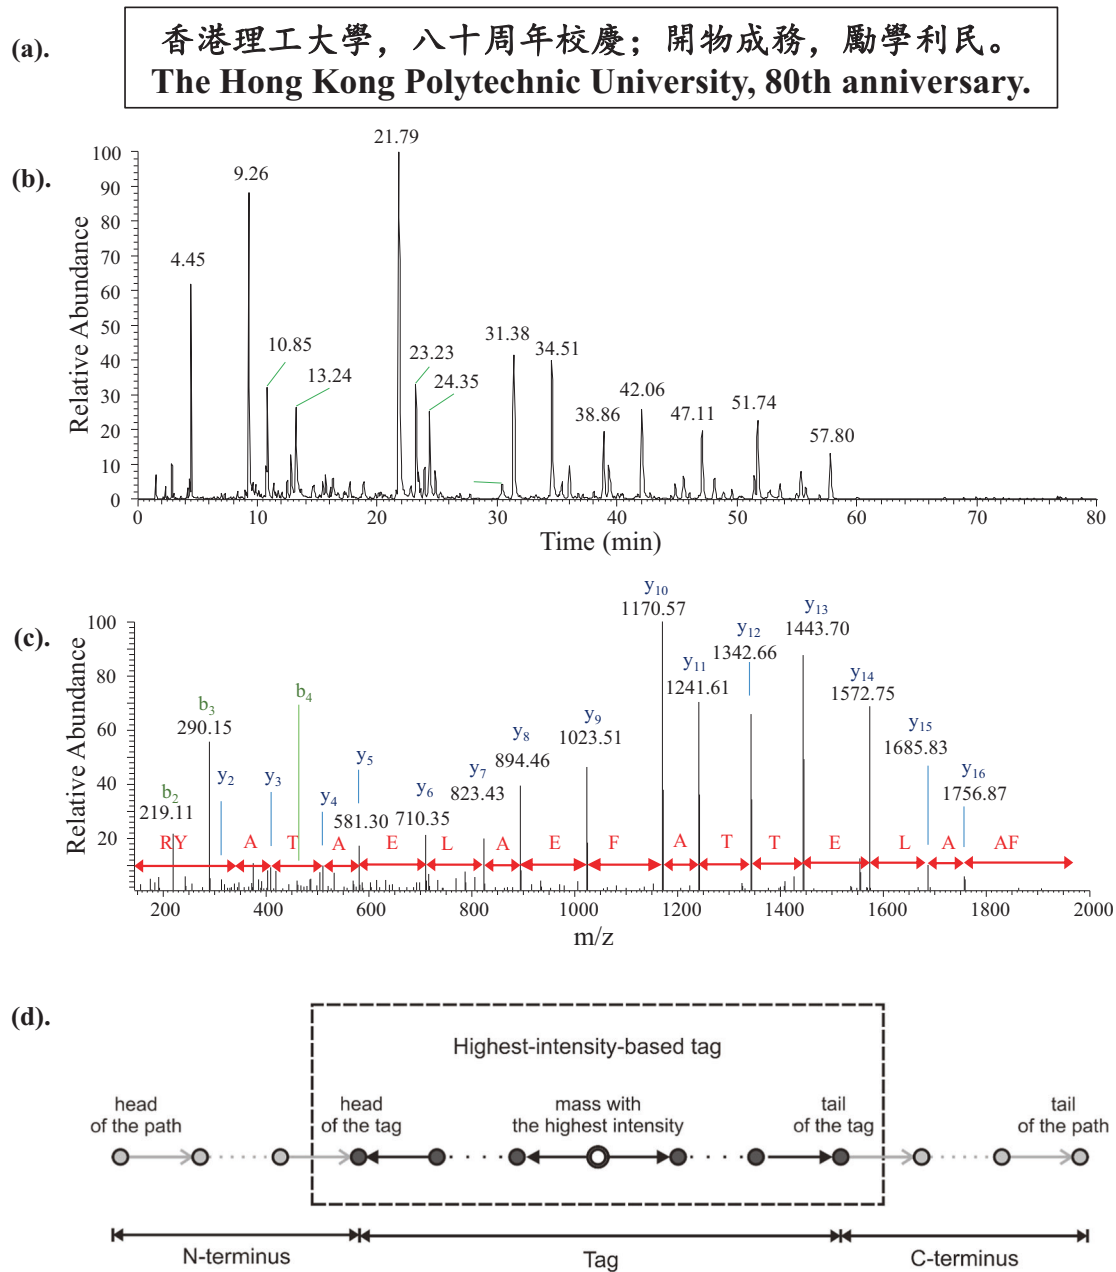 (a).
香港理工大學，八十周年校慶；開物成務，勵學利民。
The Hong Kong Polytechnic University, 80th anniversary.
(b).
Relative Abundance
100
90
80
70
60
50
40
30
20
10
0
4.45
9.26
10.85
13.24
21.79
23.23
24.35
31.38
34.51
38.86
42.06
47.11
51.74
57.80
0 10 20 30 40 50 60 70 80
Time (min)
(c).
Relative Abundance
100
80
60
40
20
b2
219.11
b3
290.15
y2
y3
b4
y4
y5
581.30
y6
710.35
y7
823.43
y8
894.46
y9
1023.51
y10
1170.57
y11
1241.61
y12
1342.66
y13
1443.70
y14
1572.75
y15
1685.83
y16
1756.87
RY A T A E L A E F A T T E L A AF
200 400 600 800 1000 1200 1400 1600 1800 2000
m/z
(d).
Highest-intensity-based tag
head
of the path
head
of the tag
mass with
the highest intensity
tail
of the tag
tail
of the path
N-terminus
Tag
C-terminus